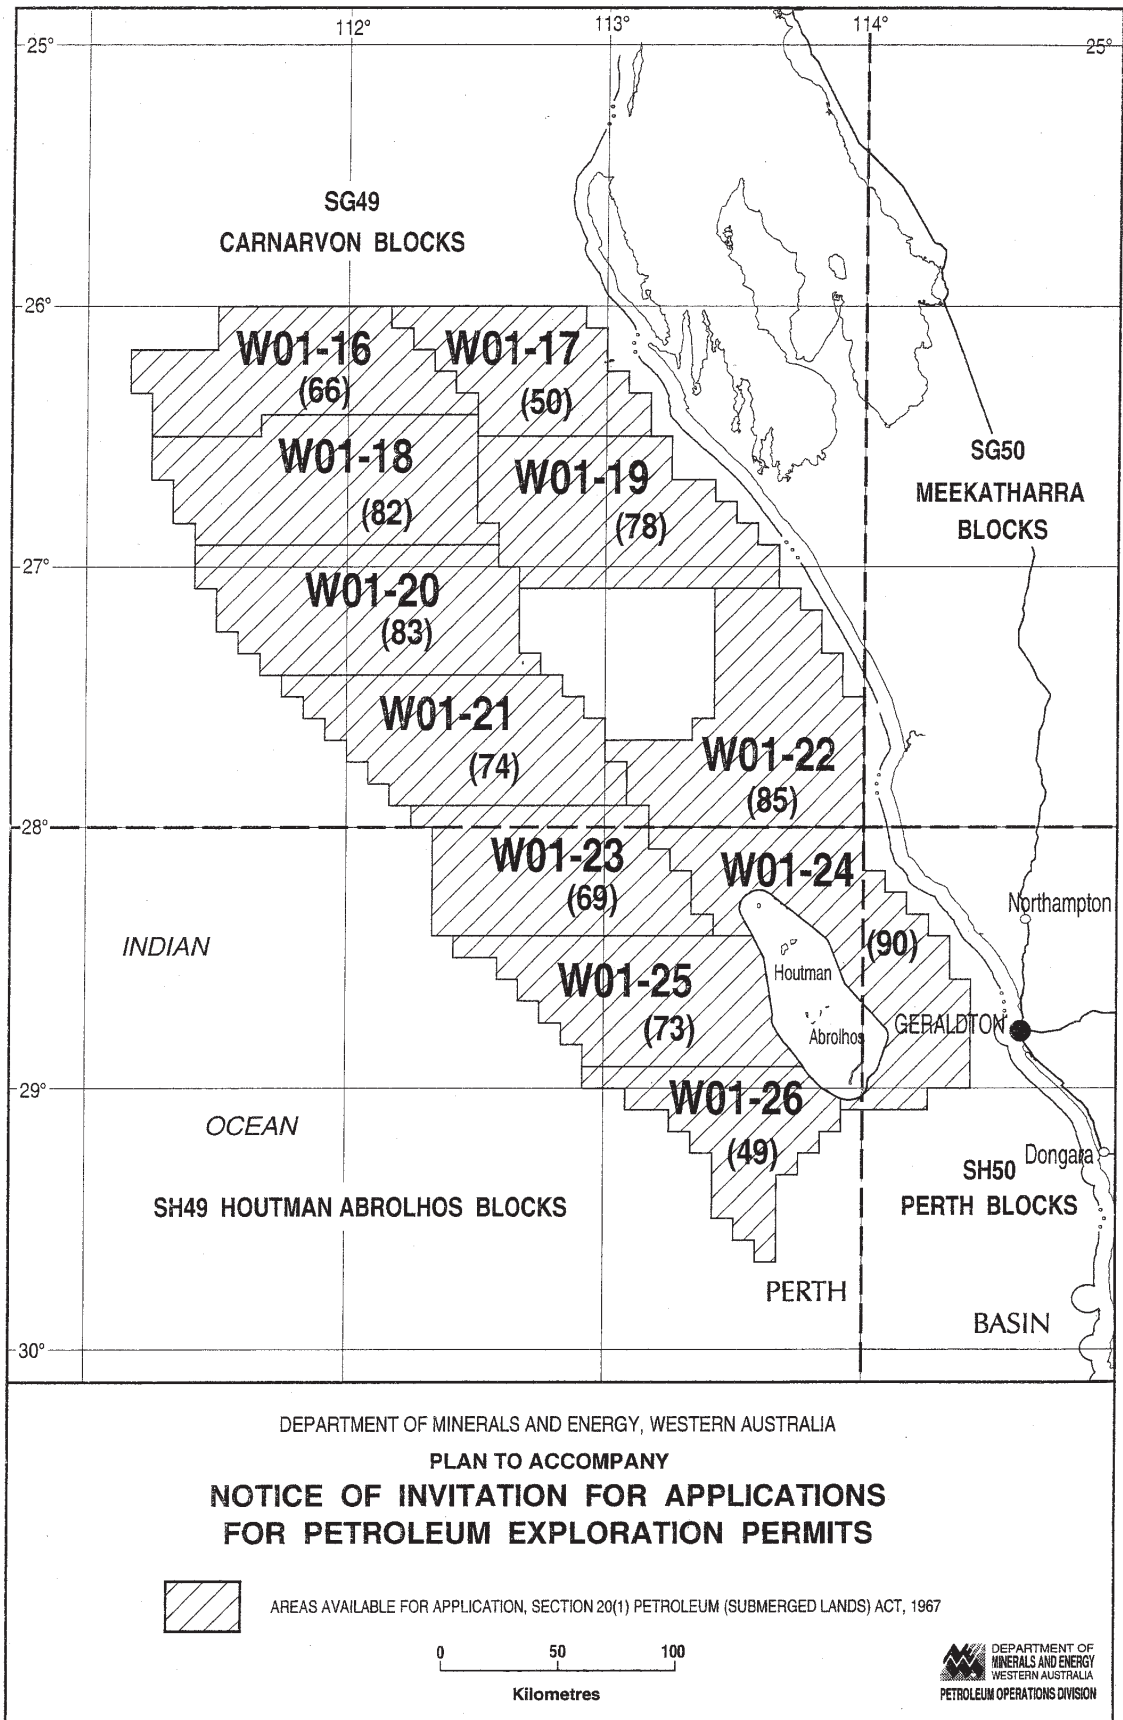 112°
113°
114°
25°
25°
SG49
CARNARVON BLOCKS
26°
W01-16
(66)
W01-17
(50)
W01-18
(82)
W01-19
(78)
SG50
MEEKATHARRA
BLOCKS
27°
W01-20
(83)
W01-21
(74)
W01-22
(85)
28°
W01-23
(69)
W01-24
(90)
Northampton
INDIAN
W01-25
(73)
Houtman
Abrolhos
GERALDTON
29°
W01-26
(49)
OCEAN
Dongara
SH49 HOUTMAN ABROLHOS BLOCKS
SH50
PERTH BLOCKS
PERTH
BASIN
30°
DEPARTMENT OF MINERALS AND ENERGY, WESTERN AUSTRALIA
PLAN TO ACCOMPANY
NOTICE OF INVITATION FOR APPLICATIONS
FOR PETROLEUM EXPLORATION PERMITS
AREAS AVAILABLE FOR APPLICATION, SECTION 20(1) PETROLEUM (SUBMERGED LANDS) ACT, 1967
0 50 100
Kilometres
DEPARTMENT OF
MINERALS AND ENERGY
WESTERN AUSTRALIA
PETROLEUM OPERATIONS DIVISION